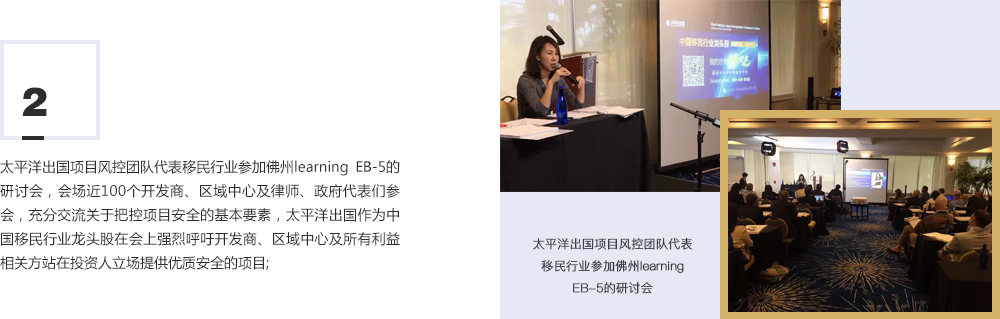 2
太平洋出国项目风控团队代表移民行业参加佛州learning EB-5的
研讨会，会场近100个开发商、区域中心及律师、政府代表们参
会，充分交流关于把控项目安全的基本要素，太平洋出国作为中
国移民行业龙头股在会上强烈呼吁开发商、区域中心及所有利益
相关方站在投资人立场提供优质安全的项目;
中国移民行业龙头股
太平洋出国项目风控团队代表
移民行业参加佛州learning
EB-5的研讨会